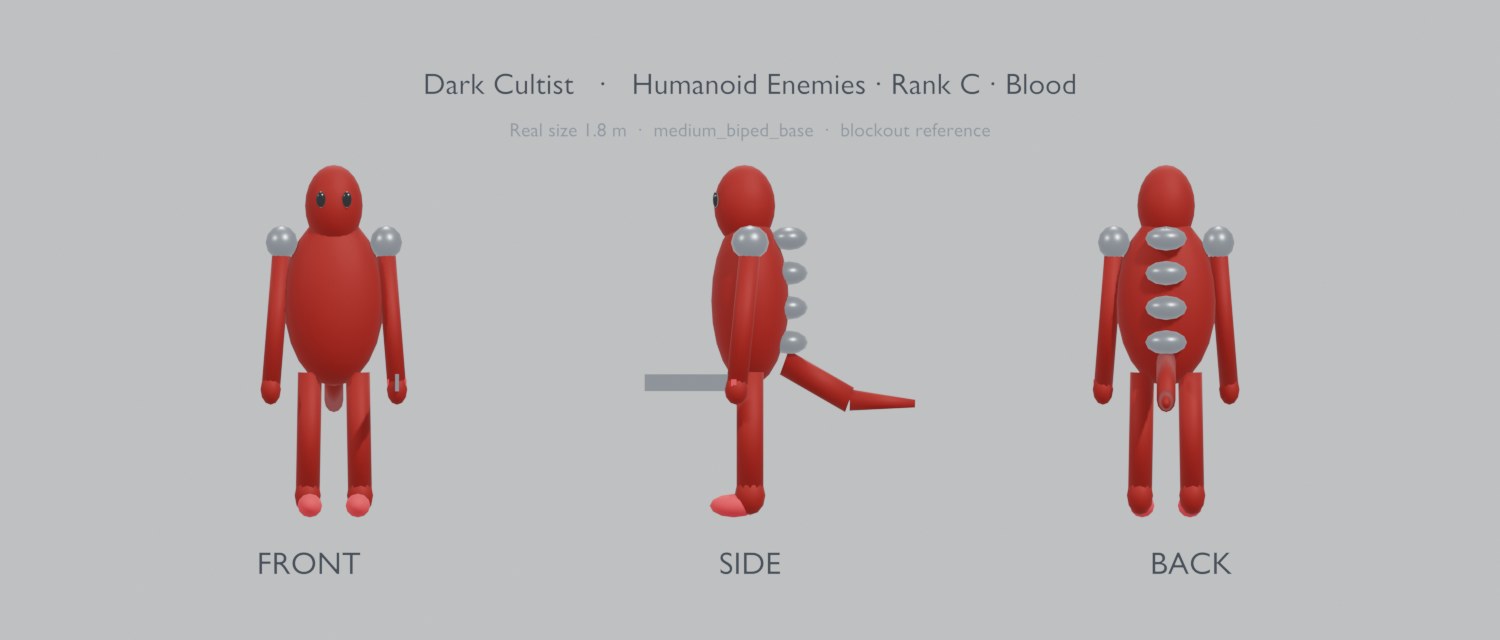 Dark Cultist · Humanoid Enemies · Rank C · Blood
Real size 1.8 m · medium_biped_base · blockout reference
FRONT
SIDE
BACK